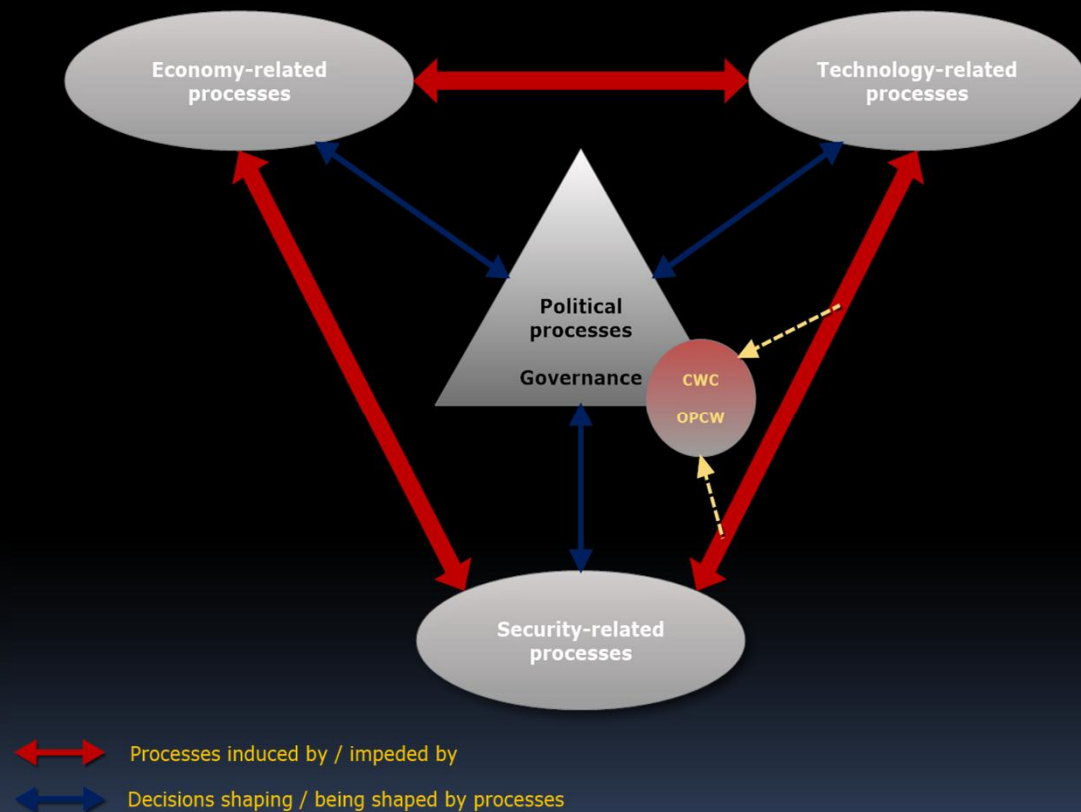 Economy-related
processes
Technology-related
processes
Political
processes
Governance
CWC
OPCW
Security-related
processes
Processes induced by / impeded by
Decisions shaping / being shaped by processes